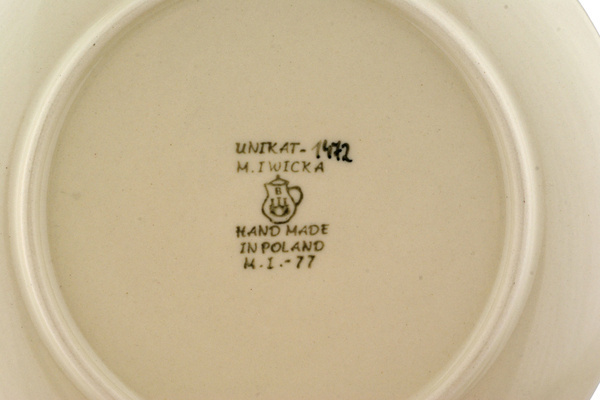 UNIKAT-1472
M.IWICKA
B
HAND MADE
IN POLAND
M.I.-77